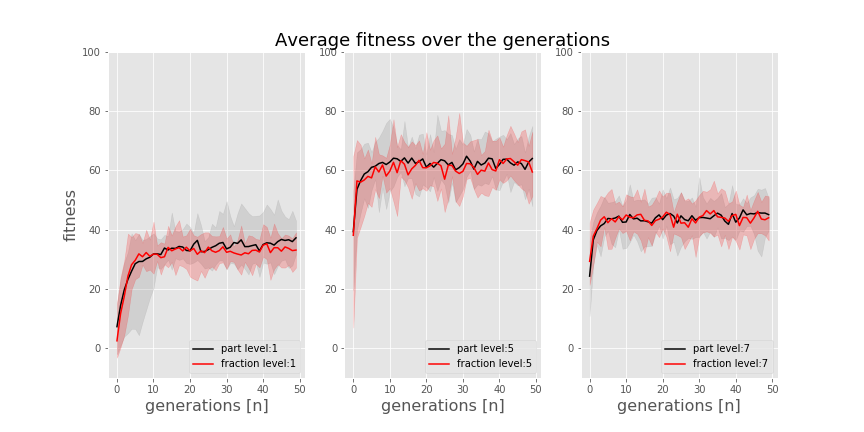 Average fitness over the generations
fitness
100
80
60
40
20
0
0 10 20 30 40 50
generations [n]
part level:1
fraction level:1
100
80
60
40
20
0
0 10 20 30 40 50
generations [n]
part level:5
fraction level:5
100
80
60
40
20
0
0 10 20 30 40 50
generations [n]
part level:7
fraction level:7